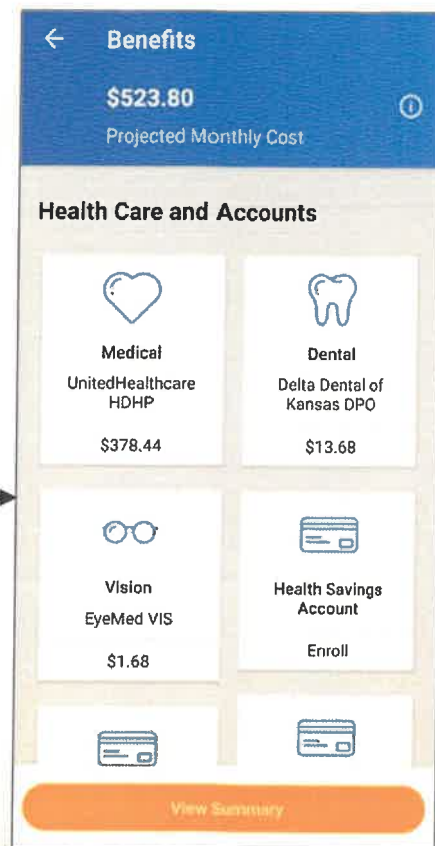 Benefits
$523.80
Projected Monthly Cost
Health Care and Accounts
Medical
UnitedHealthcare
HDHP
$378.44
Dental
Delta Dental of
Kansas DPO
$13.68
Vision
EyeMed VIS
$1.68
Health Savings
Account
Enroll
View Summary